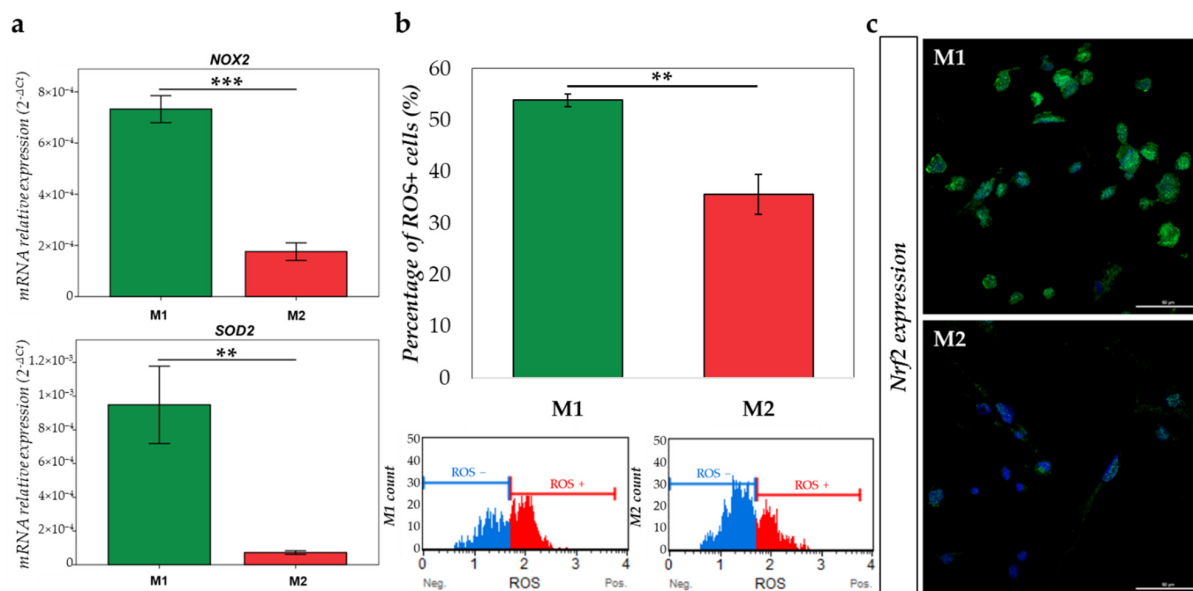 a
NOX2
***
mRNA relative expression (2-ΔCt)
8×10-4
6×10-4
4×10-4
2×10-4
0
M1 M2
SOD2
**
mRNA relative expression (2-ΔCt)
1.2×10-3
1×10-3
8×10-4
6×10-4
4×10-4
2×10-4
0
M1 M2
b
**
Percentage of ROS+ cells (%)
60
50
40
30
20
10
0
M1 M2
M1 count
50
40
30
20
10
0
ROS –
ROS +
0 1 2 3 4
Neg. ROS Pos.
M2 count
50
40
30
20
10
0
ROS –
ROS +
0 1 2 3 4
Neg. ROS Pos.
c
Nrf2 expression
M1
50 µm
M2
50 µm